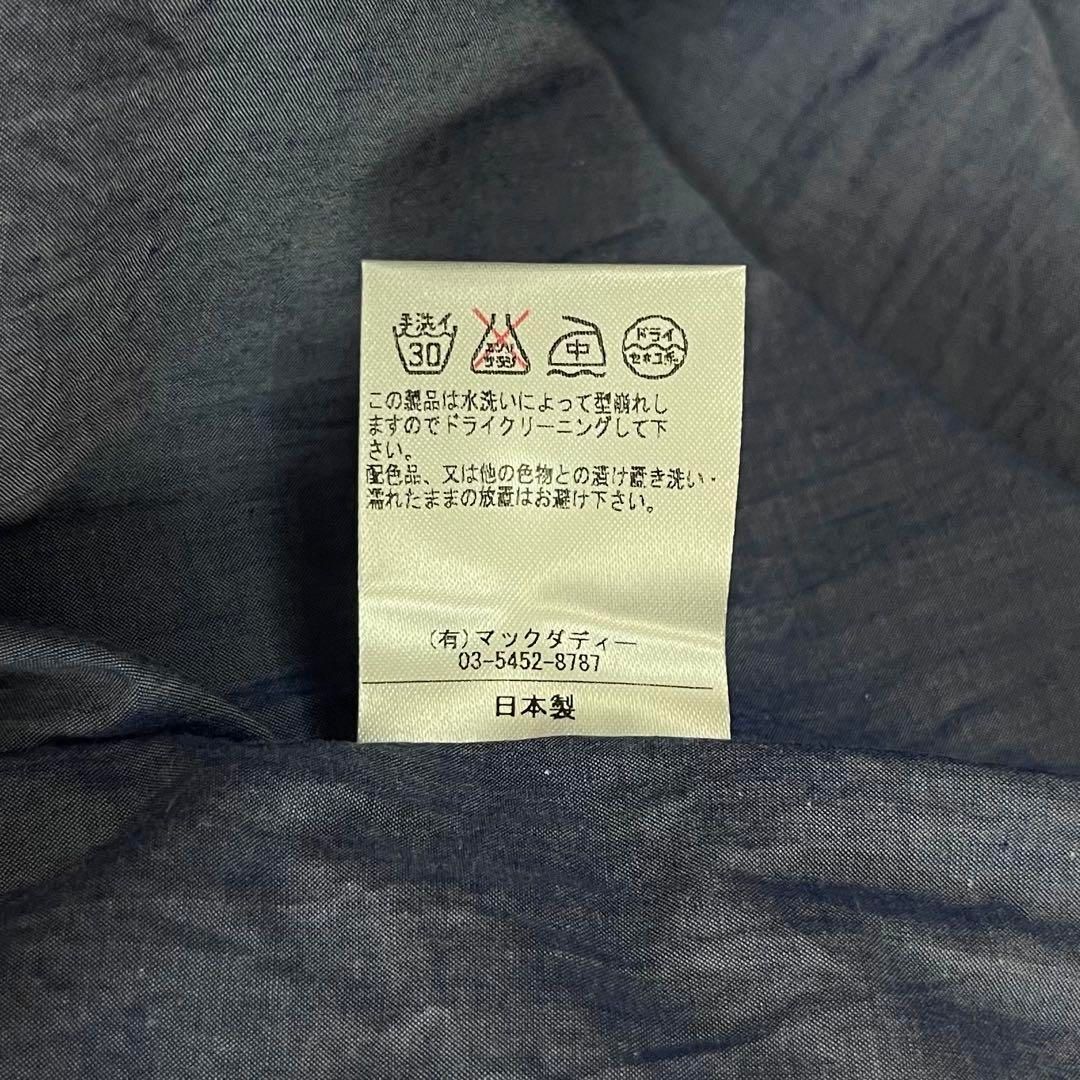 手洗イ
30
エンソ
サラシ
中
ドライ
セキユ系
この製品は水洗いによって型崩れし
ますのでドライクリーニングして下
さい。
配色品、又は他の色物との漬け置き洗い・
濡れたままの放置はお避け下さい。
(有)マックダディー
03-5452-8787
日本製